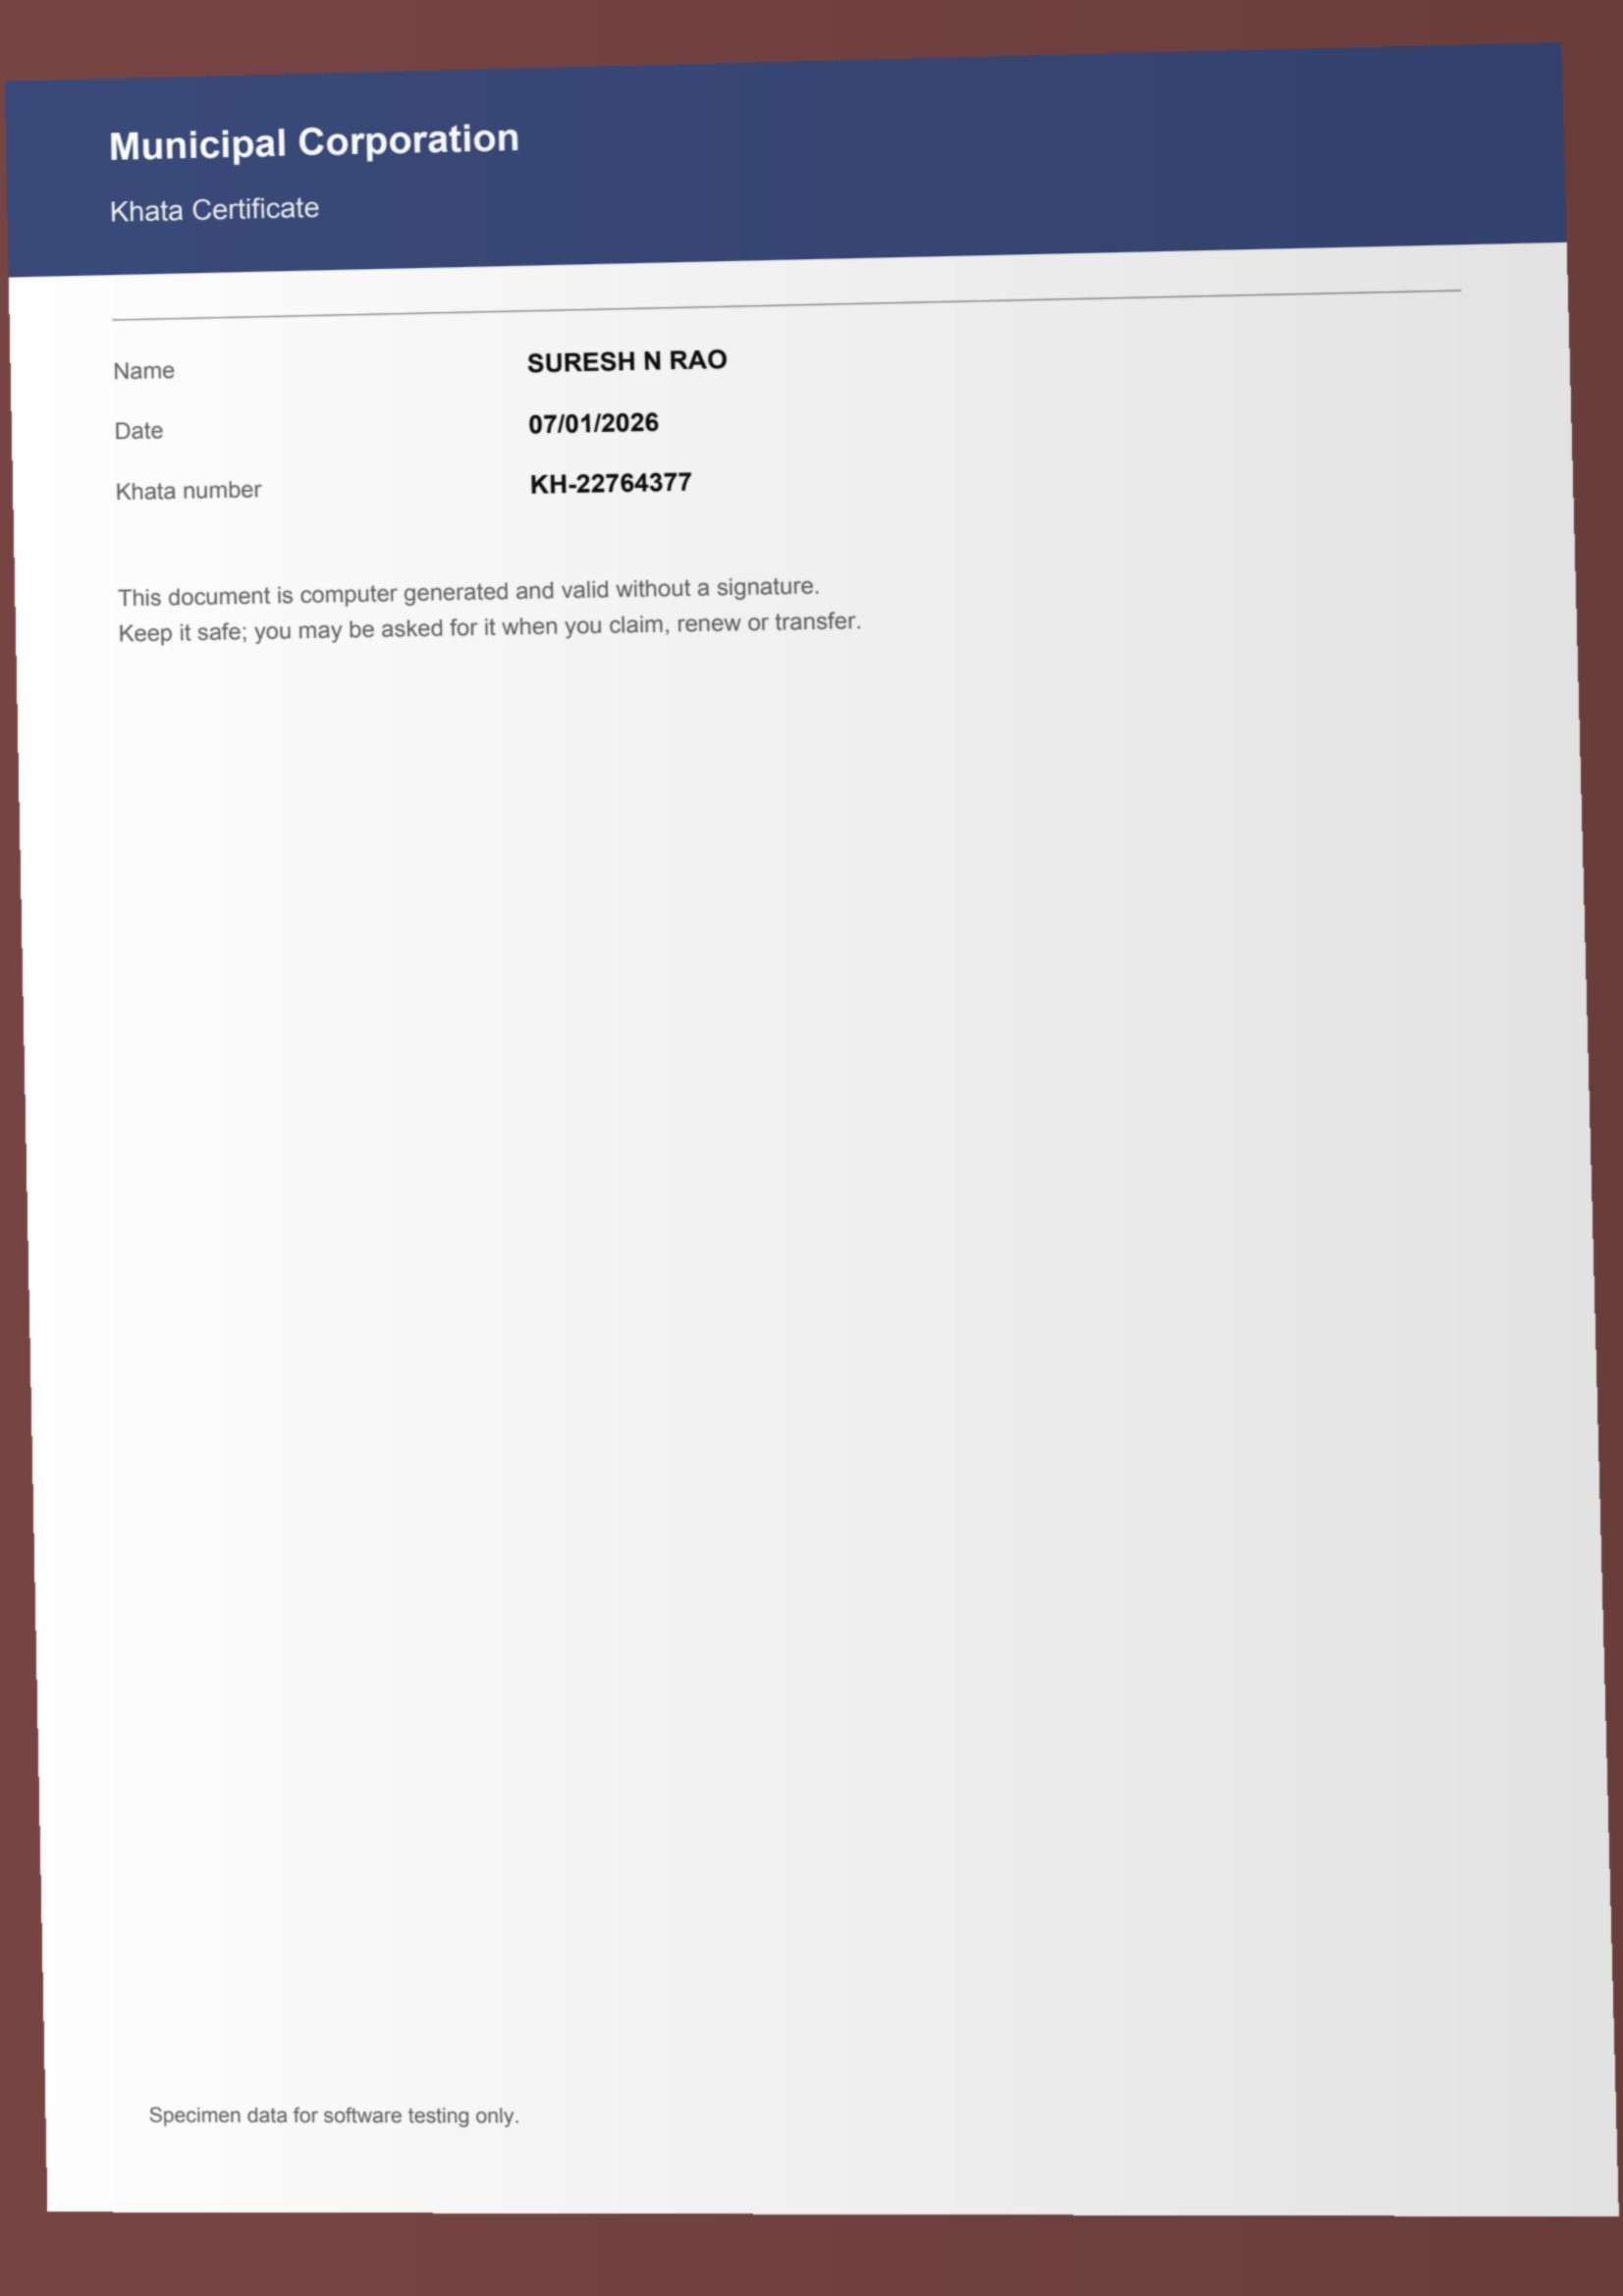 Municipal Corporation
Khata Certificate
Name SURESH N RAO
Date 07/01/2026
Khata number KH-22764377
This document is computer generated and valid without a signature.
Keep it safe; you may be asked for it when you claim, renew or transfer.
Specimen data for software testing only.